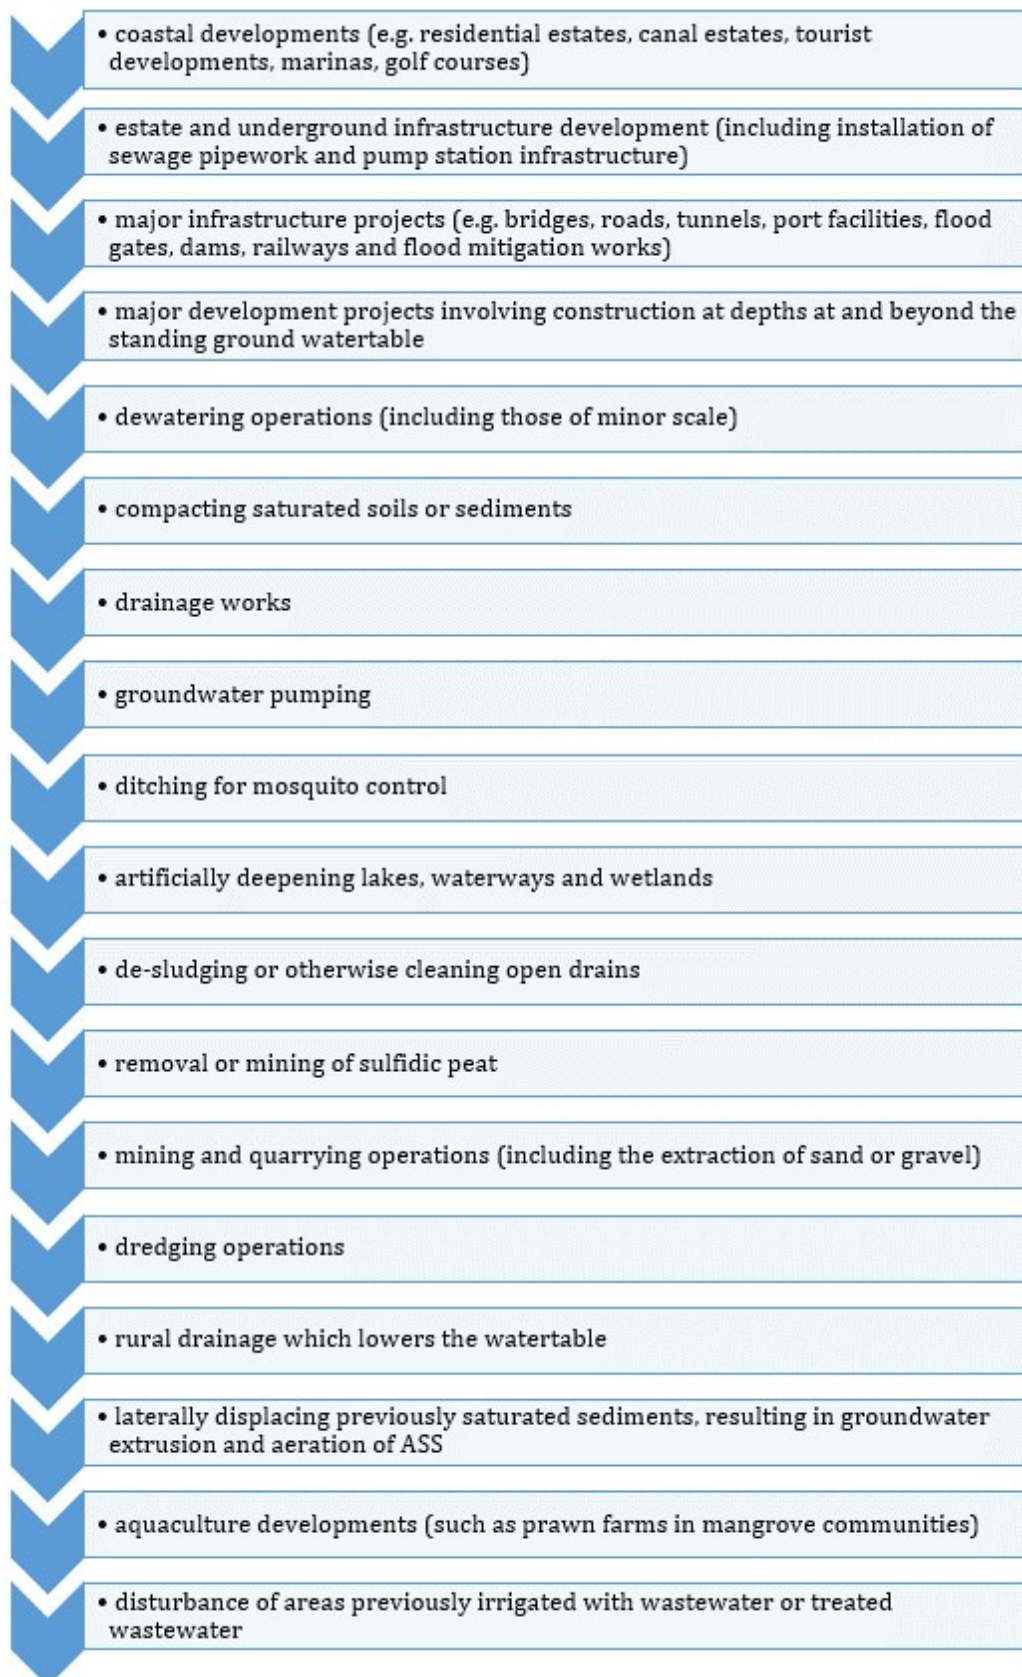 • coastal developments (e.g. residential estates, canal estates, tourist
developments, marinas, golf courses)
• estate and underground infrastructure development (including installation of
sewage pipework and pump station infrastructure)
• major infrastructure projects (e.g. bridges, roads, tunnels, port facilities, flood
gates, dams, railways and flood mitigation works)
• major development projects involving construction at depths at and beyond the
standing ground watertable
• dewatering operations (including those of minor scale)
• compacting saturated soils or sediments
• drainage works
• groundwater pumping
• ditching for mosquito control
• artificially deepening lakes, waterways and wetlands
• de-sludging or otherwise cleaning open drains
• removal or mining of sulfidic peat
• mining and quarrying operations (including the extraction of sand or gravel)
• dredging operations
• rural drainage which lowers the watertable
• laterally displacing previously saturated sediments, resulting in groundwater
extrusion and aeration of ASS
• aquaculture developments (such as prawn farms in mangrove communities)
• disturbance of areas previously irrigated with wastewater or treated
wastewater